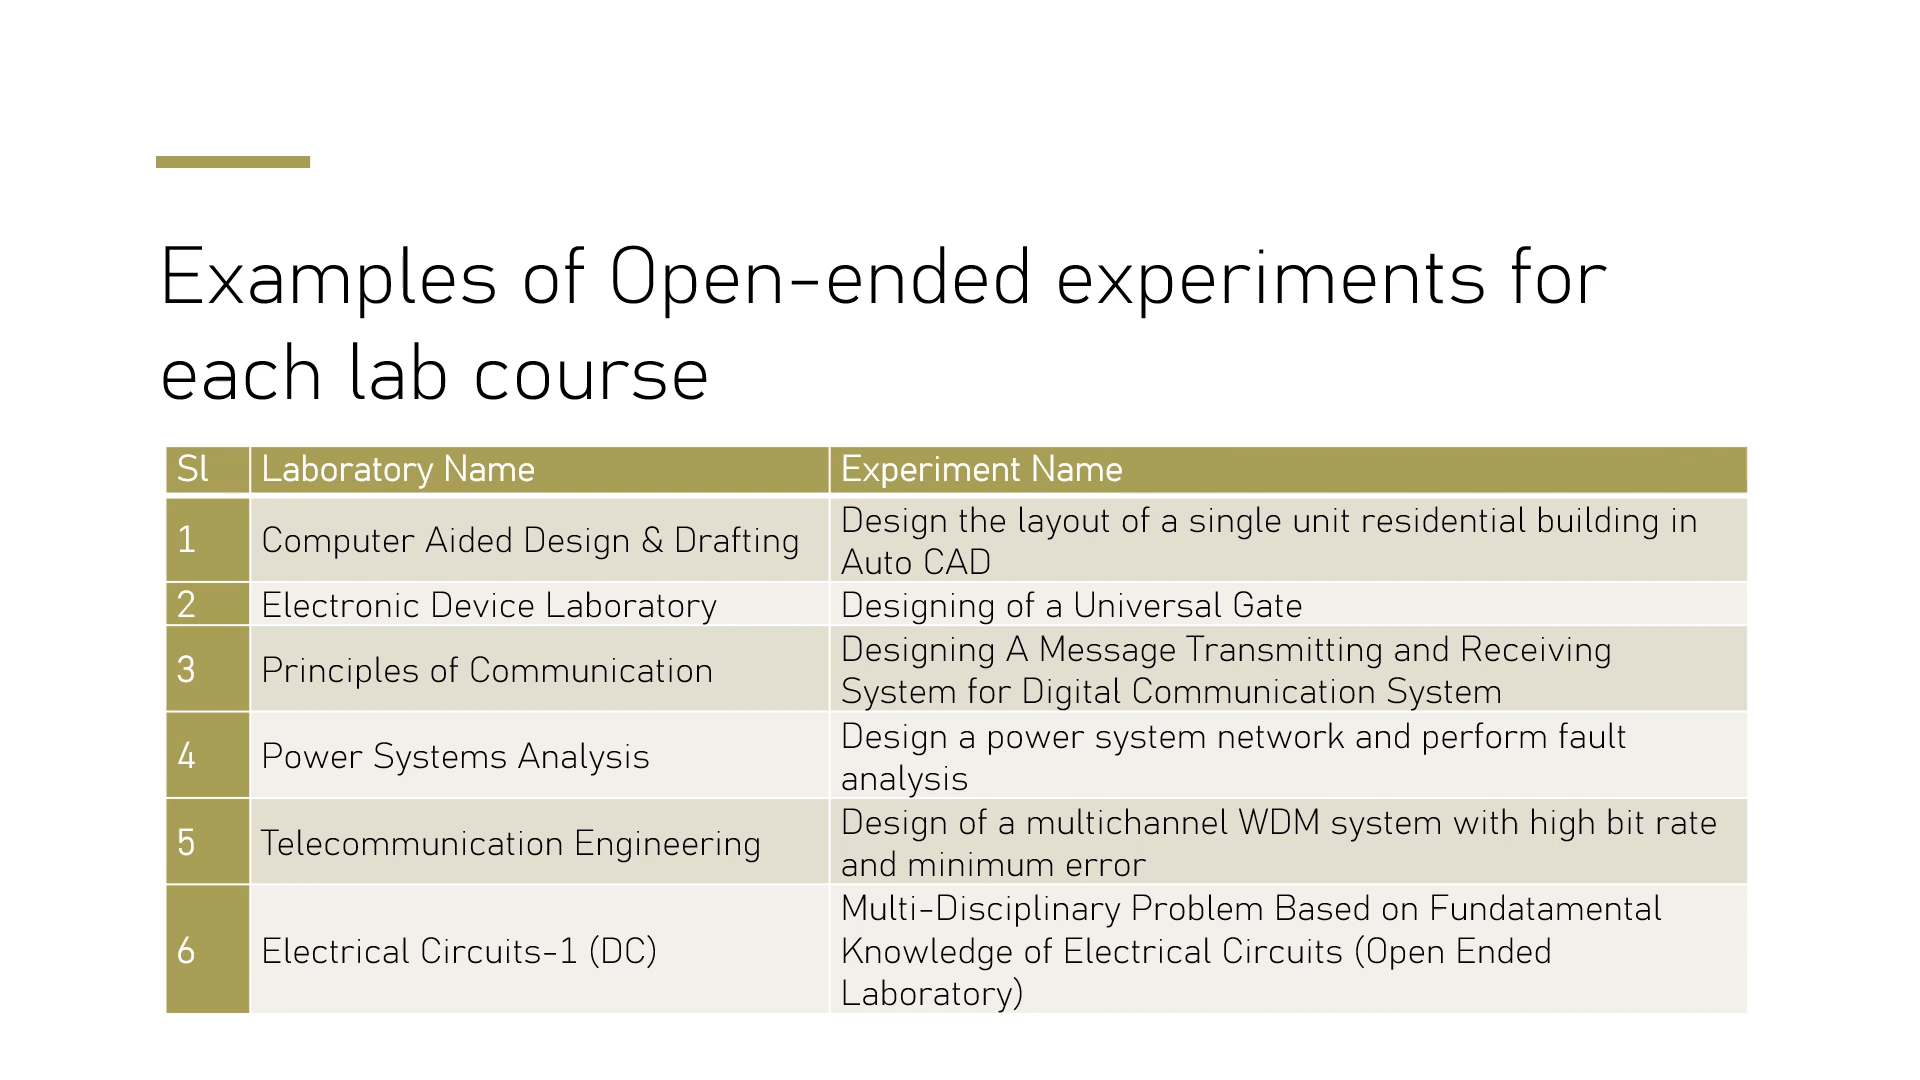 Examples of Open-ended experiments for
each lab course
Sl Laboratory Name Experiment Name
1 Computer Aided Design & Drafting Design the layout of a single unit residential building in
Auto CAD
2 Electronic Device Laboratory Designing of a Universal Gate
3 Principles of Communication Designing A Message Transmitting and Receiving
System for Digital Communication System
4 Power Systems Analysis Design a power system network and perform fault
analysis
5 Telecommunication Engineering Design of a multichannel WDM system with high bit rate
and minimum error
6 Electrical Circuits-1 (DC) Multi-Disciplinary Problem Based on Fundatamental
Knowledge of Electrical Circuits (Open Ended
Laboratory)